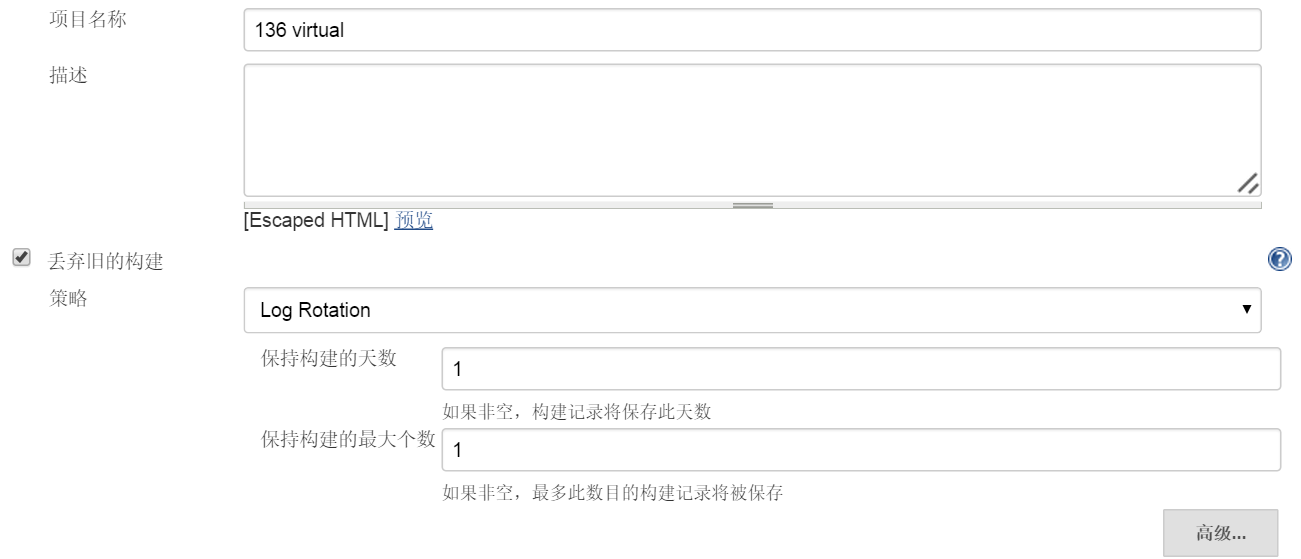 项目名称
136 virtual
描述
[Escaped HTML] 预览
丢弃旧的构建
策略
Log Rotation
保持构建的天数
1
如果非空，构建记录将保存此天数
保持构建的最大个数
1
如果非空，最多此数目的构建记录将被保存
高级...